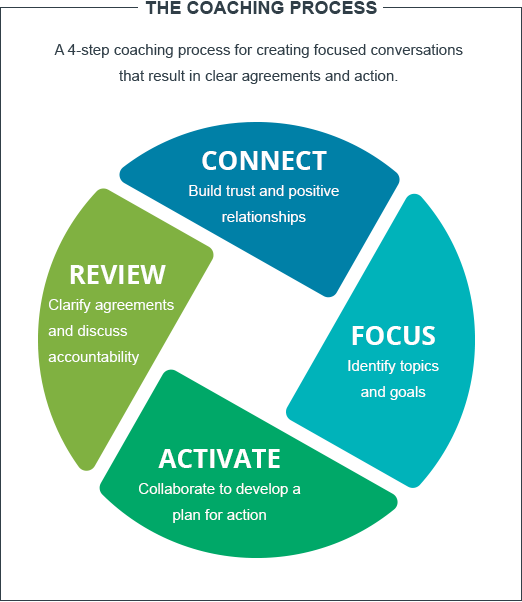 THE COACHING PROCESS
A 4-step coaching process for creating focused conversations
that result in clear agreements and action.
CONNECT
Build trust and positive
relationships
FOCUS
Identify topics
and goals
ACTIVATE
Collaborate to develop a
plan for action
REVIEW
Clarify agreements
and discuss
accountability